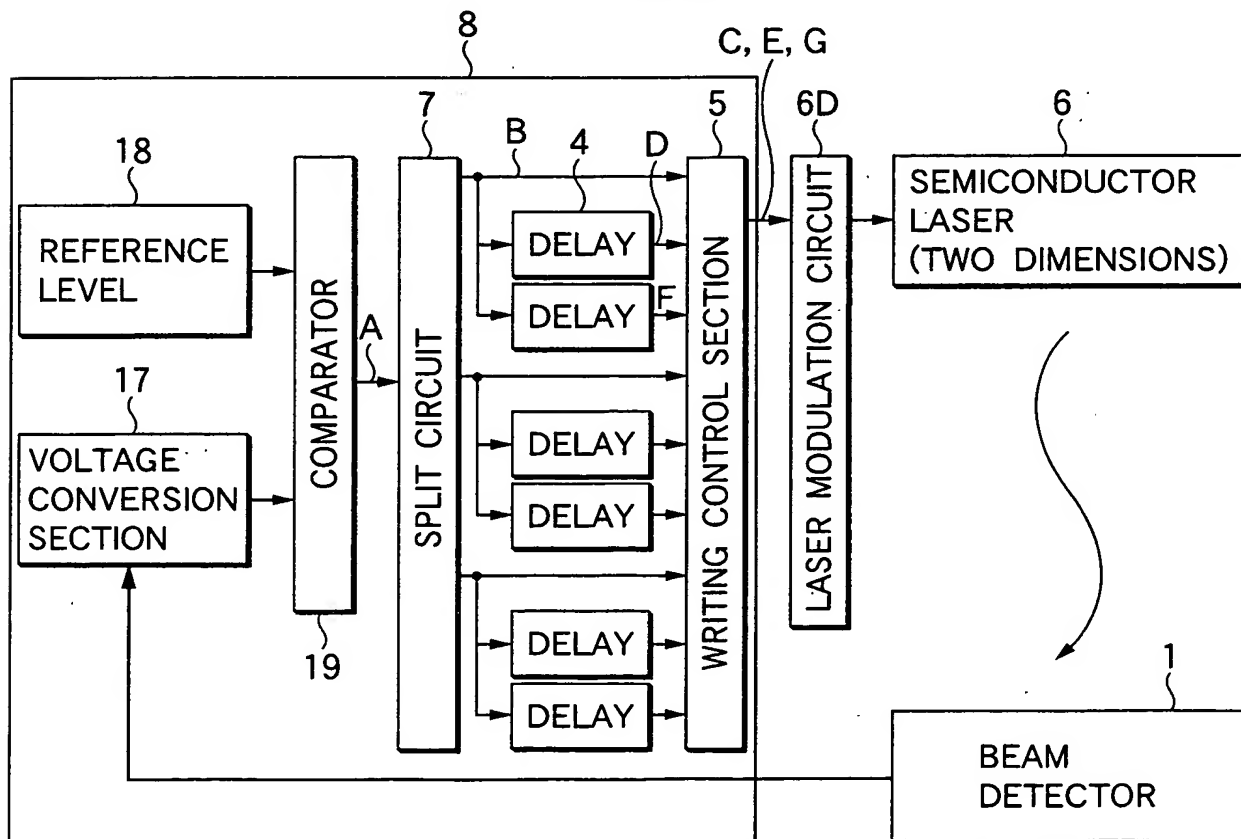 8
C, E, G
7
5
6D
6
18
B
4
D
REFERENCE
LEVEL
DELAY
SEMICONDUCTOR
LASER
(TWO DIMENSIONS)
F
DELAY
A
COMPARATOR
SPLIT CIRCUIT
WRITING CONTROL SECTION
LASER MODULATION CIRCUIT
17
VOLTAGE
CONVERSION
SECTION
DELAY
DELAY
19
DELAY
DELAY
1
BEAM
DETECTOR